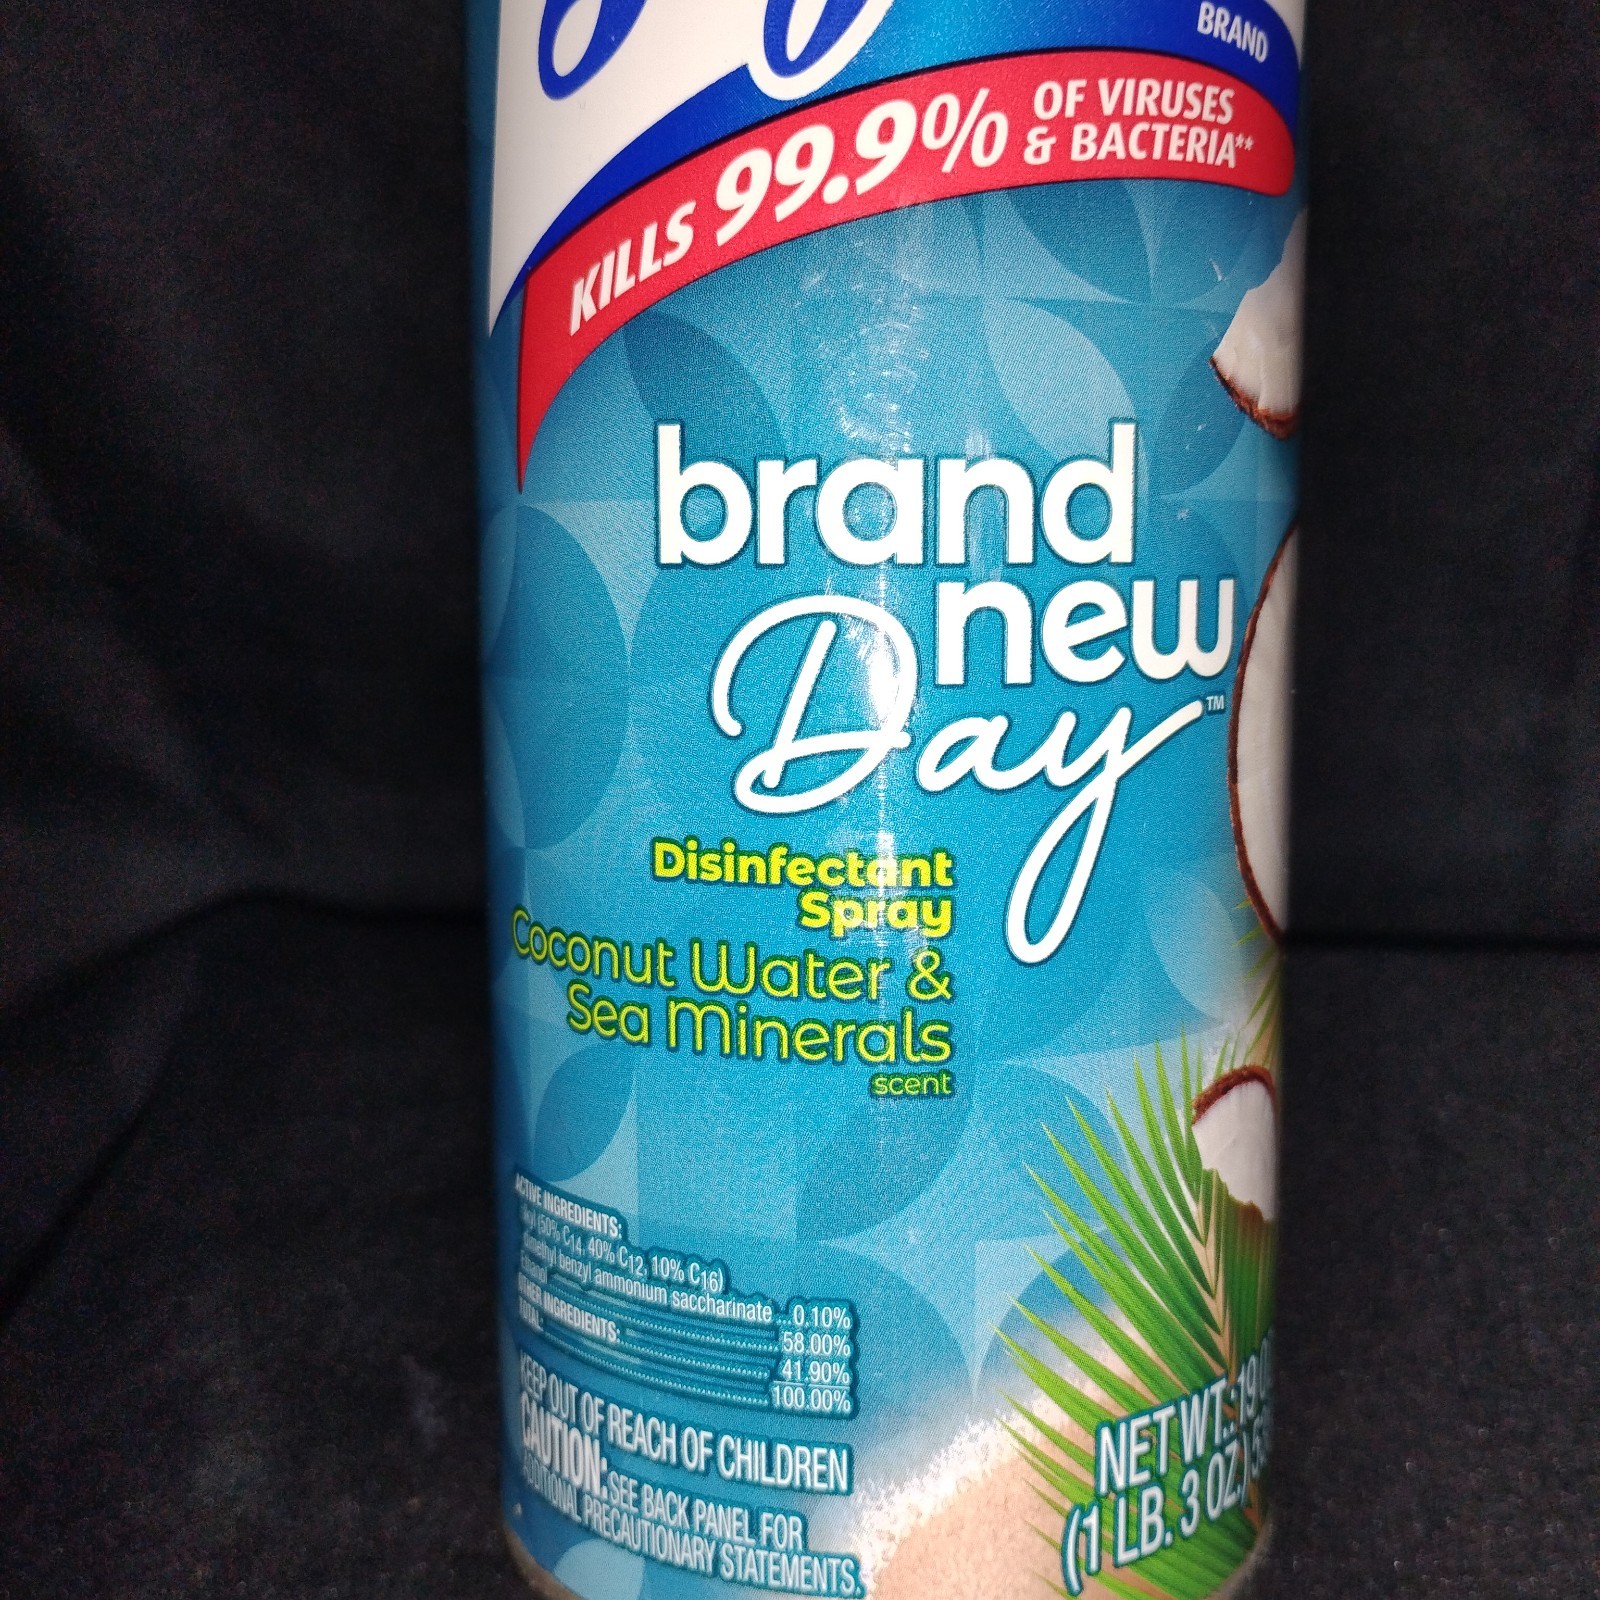 BRAND
KILLS 99.9% OF VIRUSES
& BACTERIA**
brand
new
Day™
Disinfectant
Spray
Coconut Water &
Sea Minerals
scent
ACTIVE INGREDIENTS:
(50% C14, 40% C12, 10% C16)
dimethyl benzyl ammonium saccharinate ...0.10%
Ethanol 58.00%
OTHER INGREDIENTS: 41.90%
TOTAL: 100.00%
KEEP OUT OF REACH OF CHILDREN
CAUTION: SEE BACK PANEL FOR
ADDITIONAL PRECAUTIONARY STATEMENTS.
NET WT.:
(1 LB. 3 OZ.)